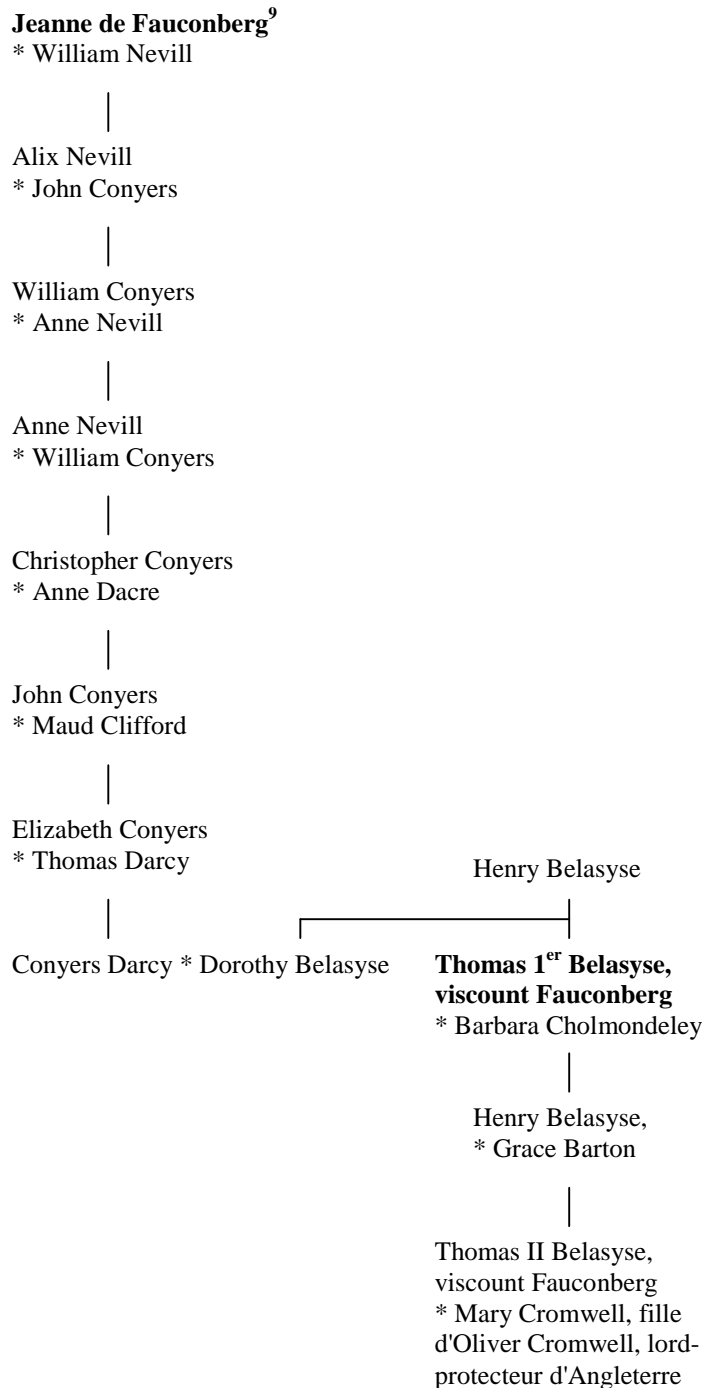 Jeanne de Fauconberg⁹
* William Nevill
Alix Nevill
* John Conyers
William Conyers
* Anne Nevill
Anne Nevill
* William Conyers
Christopher Conyers
* Anne Dacre
John Conyers
* Maud Clifford
Elizabeth Conyers
* Thomas Darcy
Henry Belasyse
Conyers Darcy * Dorothy Belasyse
Thomas 1er Belasyse,
viscount Fauconberg
* Barbara Cholmondeley
Henry Belasyse,
* Grace Barton
Thomas II Belasyse,
viscount Fauconberg
* Mary Cromwell, fille
d'Oliver Cromwell, lord-
protecteur d'Angleterre